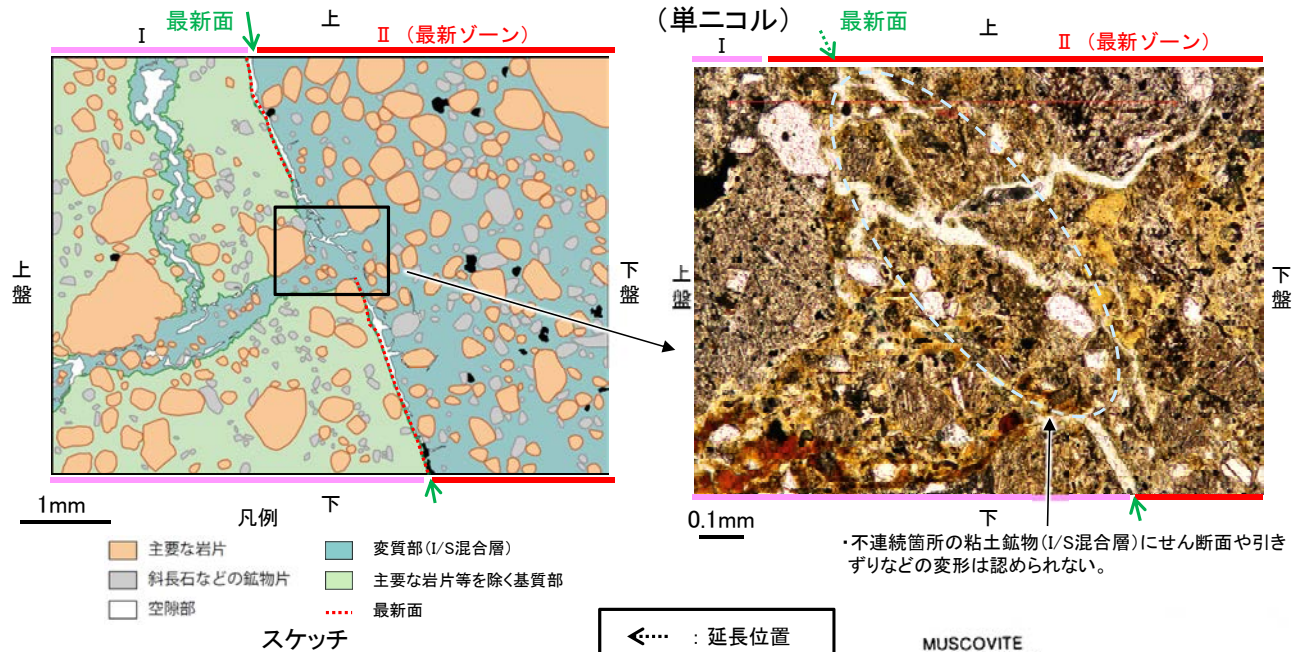 上
最新面
I
II (最新ゾーン)
上盤
下盤
下
1mm
凡例
主要な岩片
斜長石などの鉱物片
空隙部
変質部(I/S混合層)
主要な岩片等を除く基質部
最新面
スケッチ
(単ニコル)
上
最新面
I
II (最新ゾーン)
上盤
下盤
下
0.1mm
・不連続箇所の粘土鉱物(I/S混合層)にせん断面や引き
ずりなどの変形は認められない。
:延長位置
MUSCOVITE